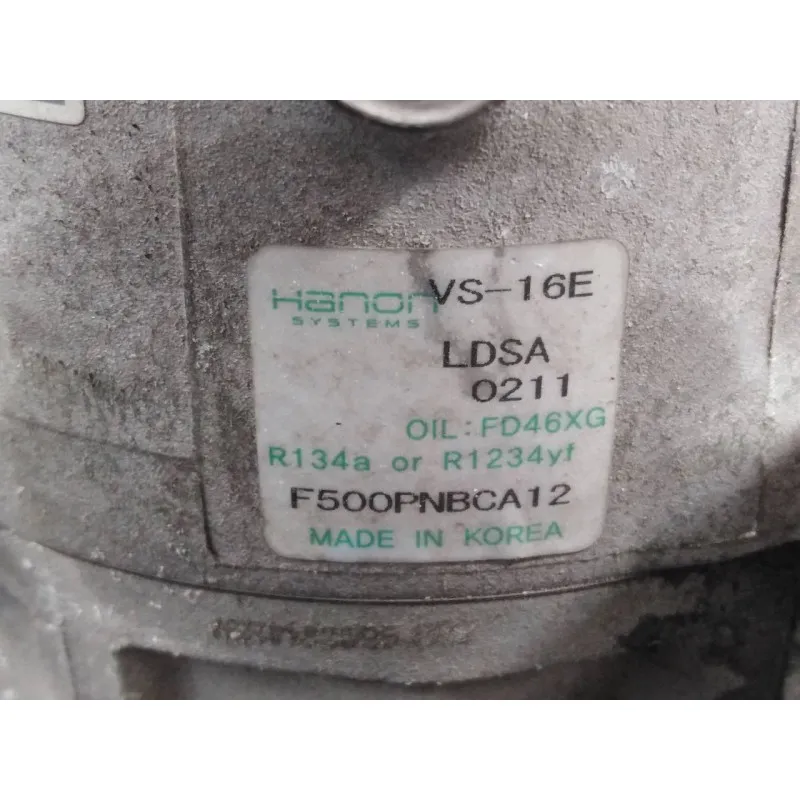 Hanon VS-16E
SYSTEMS
LDSA
0211
OIL:FD46XG
R134a or R1234yf
F500PNBCA12
MADE IN KOREA